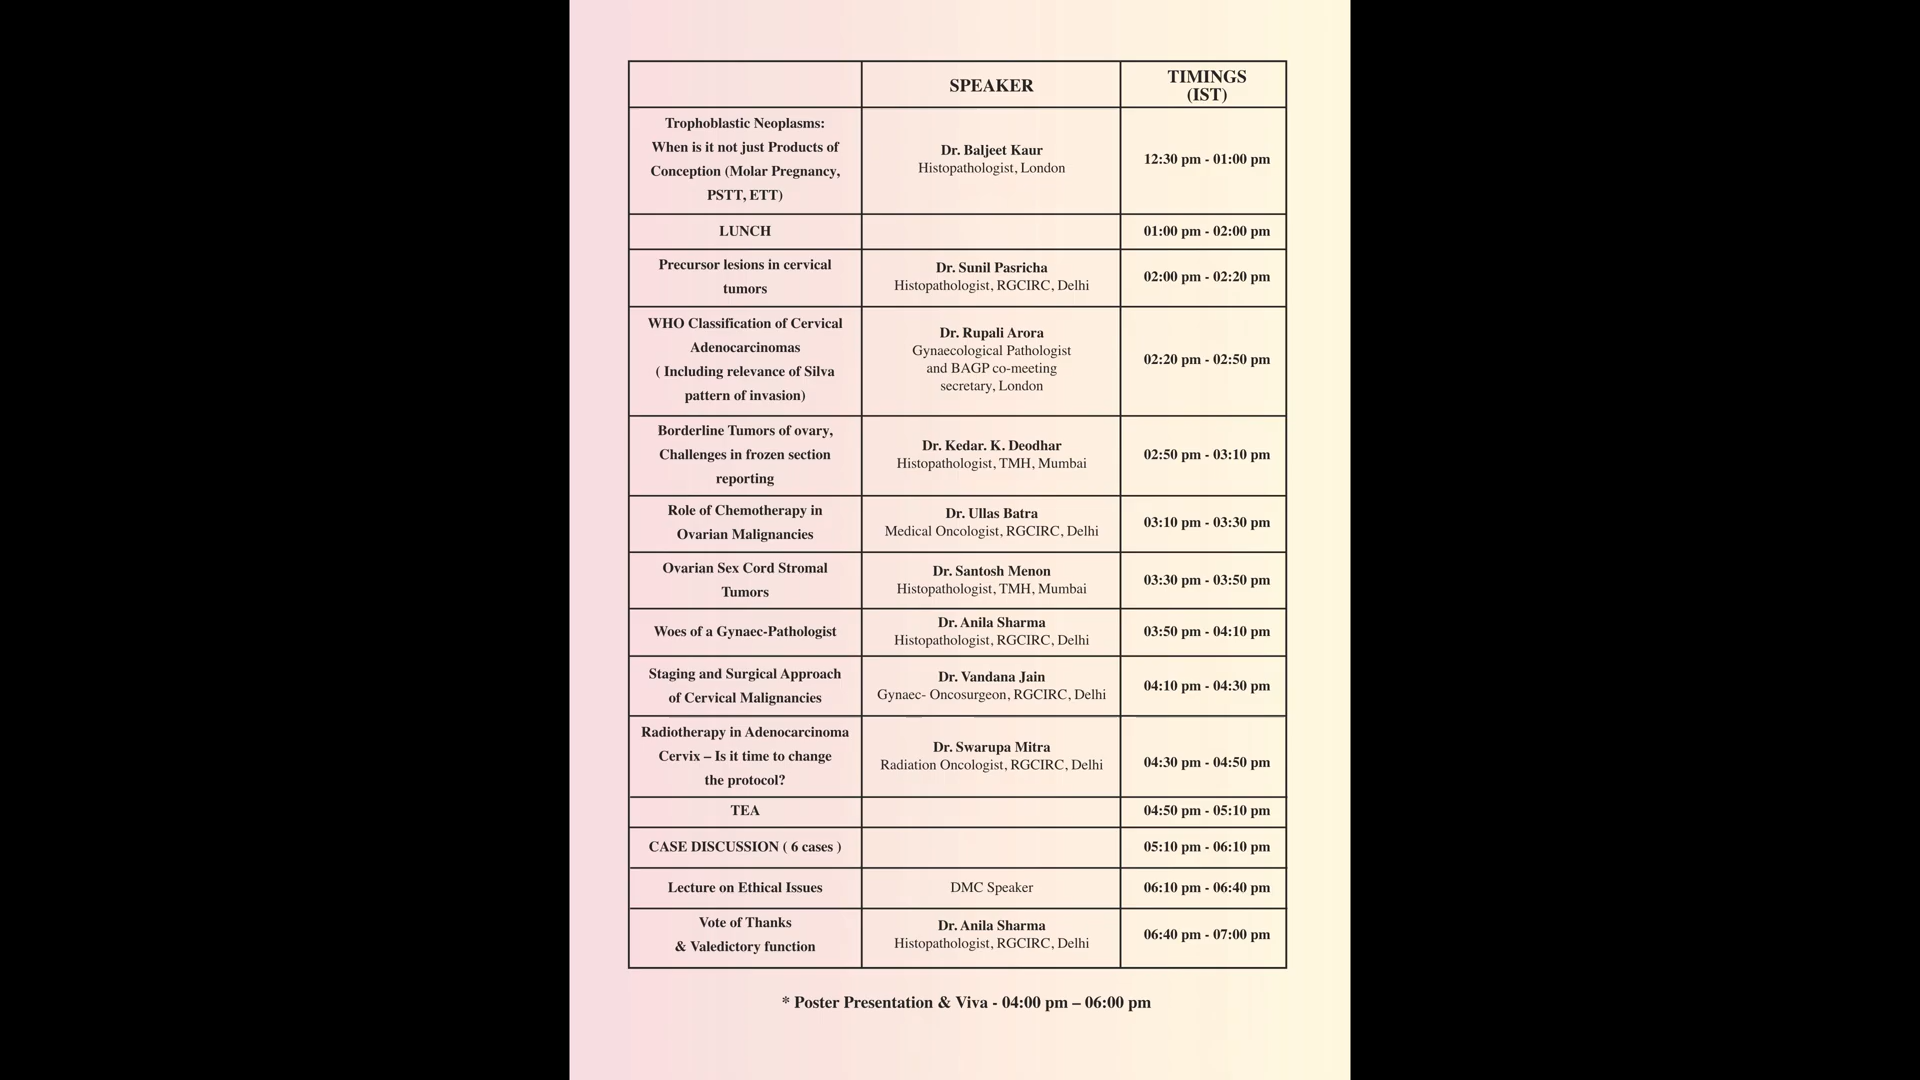 SPEAKER
TIMINGS
(IST)
Trophoblastic Neoplasms:
When is it not just Products of
Conception (Molar Pregnancy,
PSTT, ETT)
Dr. Baljeet Kaur
Histopathologist, London
12:30 pm - 01:00 pm
LUNCH
01:00 pm - 02:00 pm
Precursor lesions in cervical
tumors
Dr. Sunil Pasricha
Histopathologist, RGCIRC, Delhi
02:00 pm - 02:20 pm
WHO Classification of Cervical
Adenocarcinomas
( Including relevance of Silva
pattern of invasion)
Dr. Rupali Arora
Gynaecological Pathologist
and BAGP co-meeting
secretary, London
02:20 pm - 02:50 pm
Borderline Tumors of ovary,
Challenges in frozen section
reporting
Dr. Kedar. K. Deodhar
Histopathologist, TMH, Mumbai
02:50 pm - 03:10 pm
Role of Chemotherapy in
Ovarian Malignancies
Dr. Ullas Batra
Medical Oncologist, RGCIRC, Delhi
03:10 pm - 03:30 pm
Ovarian Sex Cord Stromal
Tumors
Dr. Santosh Menon
Histopathologist, TMH, Mumbai
03:30 pm - 03:50 pm
Woes of a Gynaec-Pathologist
Dr. Anila Sharma
Histopathologist, RGCIRC, Delhi
03:50 pm - 04:10 pm
Staging and Surgical Approach
of Cervical Malignancies
Dr. Vandana Jain
Gynaec- Oncosurgeon, RGCIRC, Delhi
04:10 pm - 04:30 pm
Radiotherapy in Adenocarcinoma
Cervix – Is it time to change
the protocol?
Dr. Swarupa Mitra
Radiation Oncologist, RGCIRC, Delhi
04:30 pm - 04:50 pm
TEA
04:50 pm - 05:10 pm
CASE DISCUSSION ( 6 cases )
05:10 pm - 06:10 pm
Lecture on Ethical Issues
DMC Speaker
06:10 pm - 06:40 pm
Vote of Thanks
& Valedictory function
Dr. Anila Sharma
Histopathologist, RGCIRC, Delhi
06:40 pm - 07:00 pm
* Poster Presentation & Viva - 04:00 pm – 06:00 pm